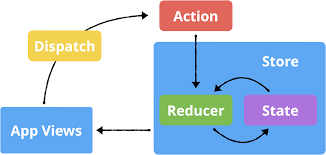 Action
Dispatch
Store
Reducer
State
App Views